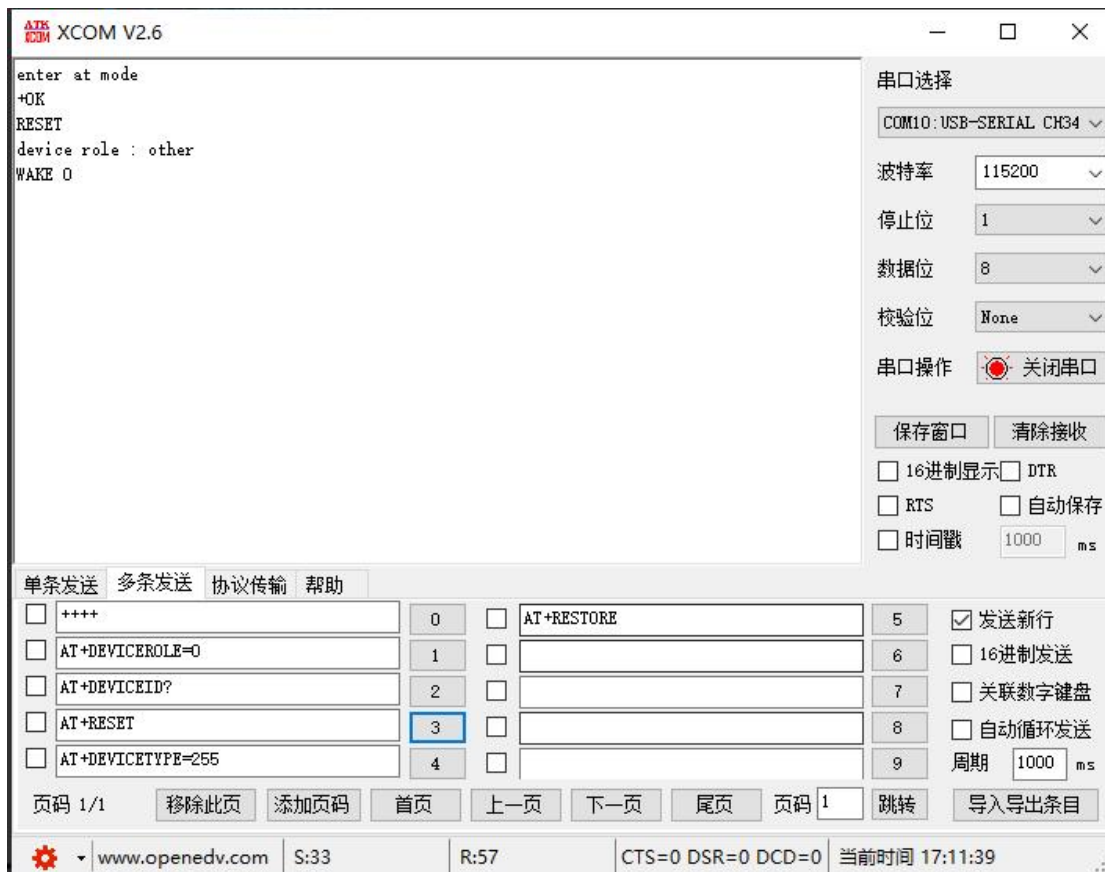 ATK XCOM XCOM V2.6
enter at mode
+OK
RESET
device role : other
WAKE 0
串口选择
COM10:USB-SERIAL CH34
波特率 115200
停止位 1
数据位 8
校验位 None
串口操作 关闭串口
保存窗口 清除接收
16进制显示 DTR
RTS 自动保存
时间戳 1000 ms
单条发送 多条发送 协议传输 帮助
++++ 0 AT+RESTORE 5 发送新行
AT+DEVICEROLE=0 1 6 16进制发送
AT+DEVICEID? 2 7 关联数字键盘
AT+RESET 3 8 自动循环发送
AT+DEVICETYPE=255 4 9 周期 1000 ms
页码 1/1 移除此页 添加页码 首页 上一页 下一页 尾页 页码 1 跳转 导入导出条目
www.openedv.com S:33 R:57 CTS=0 DSR=0 DCD=0 当前时间 17:11:39